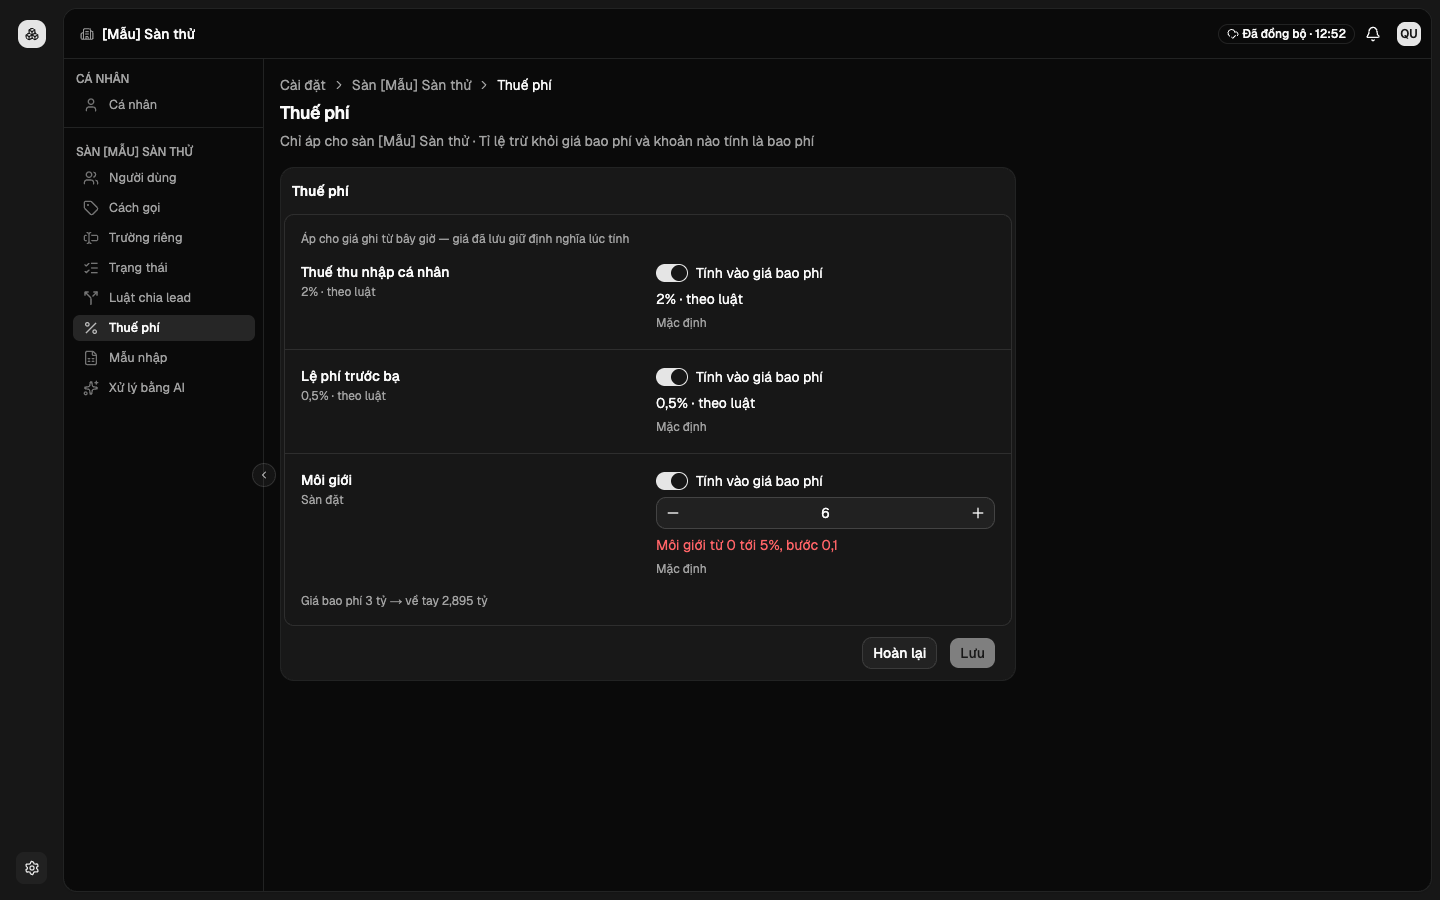 [Mẫu] Sàn thử
Đã đồng bộ · 12:52
QU
CÁ NHÂN
Cá nhân
SÀN [MẪU] SÀN THỬ
Người dùng
Cách gọi
Trường riêng
Trạng thái
Luật chia lead
Thuế phí
Mẫu nhập
Xử lý bằng AI
Cài đặt > Sàn [Mẫu] Sàn thử > Thuế phí
Thuế phí
Chỉ áp cho sàn [Mẫu] Sàn thử · Tỉ lệ trừ khỏi giá bao phí và khoản nào tính là bao phí
Thuế phí
Áp cho giá ghi từ bây giờ — giá đã lưu giữ định nghĩa lúc tính
Thuế thu nhập cá nhân
2% · theo luật
Tính vào giá bao phí
2% · theo luật
Mặc định
Lệ phí trước bạ
0,5% · theo luật
Tính vào giá bao phí
0,5% · theo luật
Mặc định
Môi giới
Sàn đặt
Tính vào giá bao phí
6
Môi giới từ 0 tới 5%, bước 0,1
Mặc định
Giá bao phí 3 tỷ → về tay 2,895 tỷ
Hoàn lại
Lưu